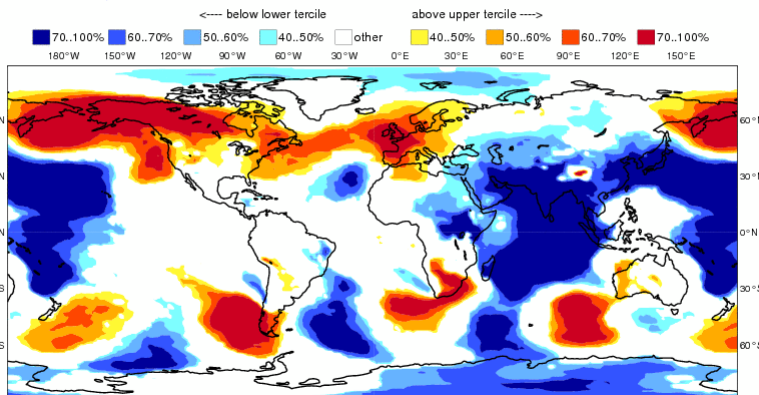 <---- below lower tercile above upper tercile ---->
70..100% 60..70% 50..60% 40..50% other 40..50% 50..60% 60..70% 70..100%
180°W 150°W 120°W 90°W 60°W 30°W 0°E 30°E 60°E 90°E 120°E 150°E
N 60°N
N 30°N
N 0°N
S 30°S
S 60°S